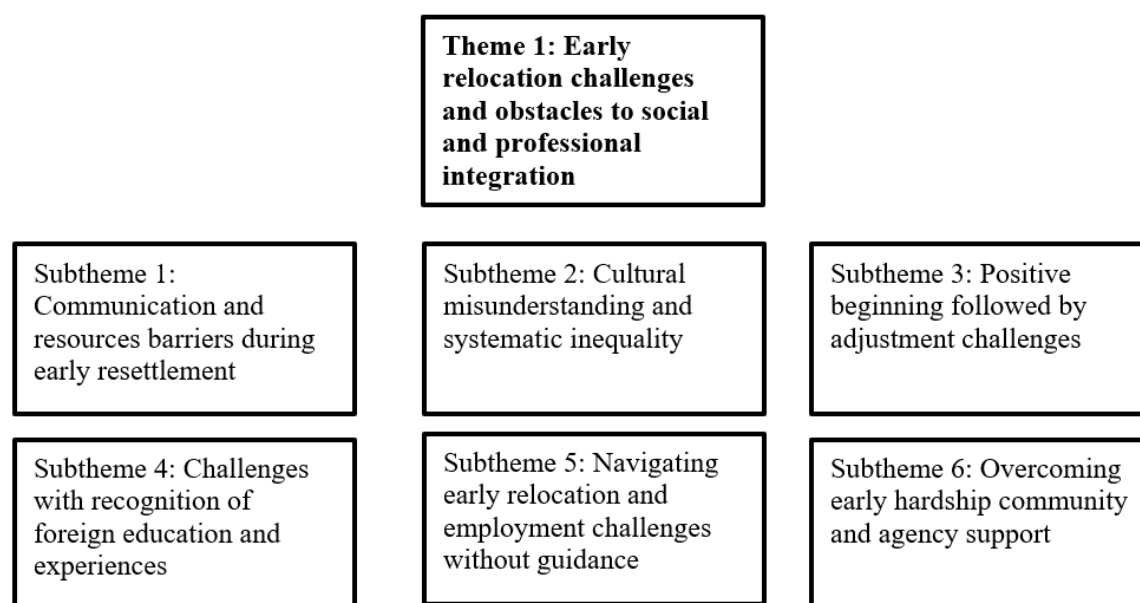 Theme 1: Early
relocation challenges
and obstacles to social
and professional
integration
Subtheme 1:
Communication and
resources barriers during
early resettlement
Subtheme 2: Cultural
misunderstanding and
systematic inequality
Subtheme 3: Positive
beginning followed by
adjustment challenges
Subtheme 4: Challenges
with recognition of
foreign education and
experiences
Subtheme 5: Navigating
early relocation and
employment challenges
without guidance
Subtheme 6: Overcoming
early hardship community
and agency support